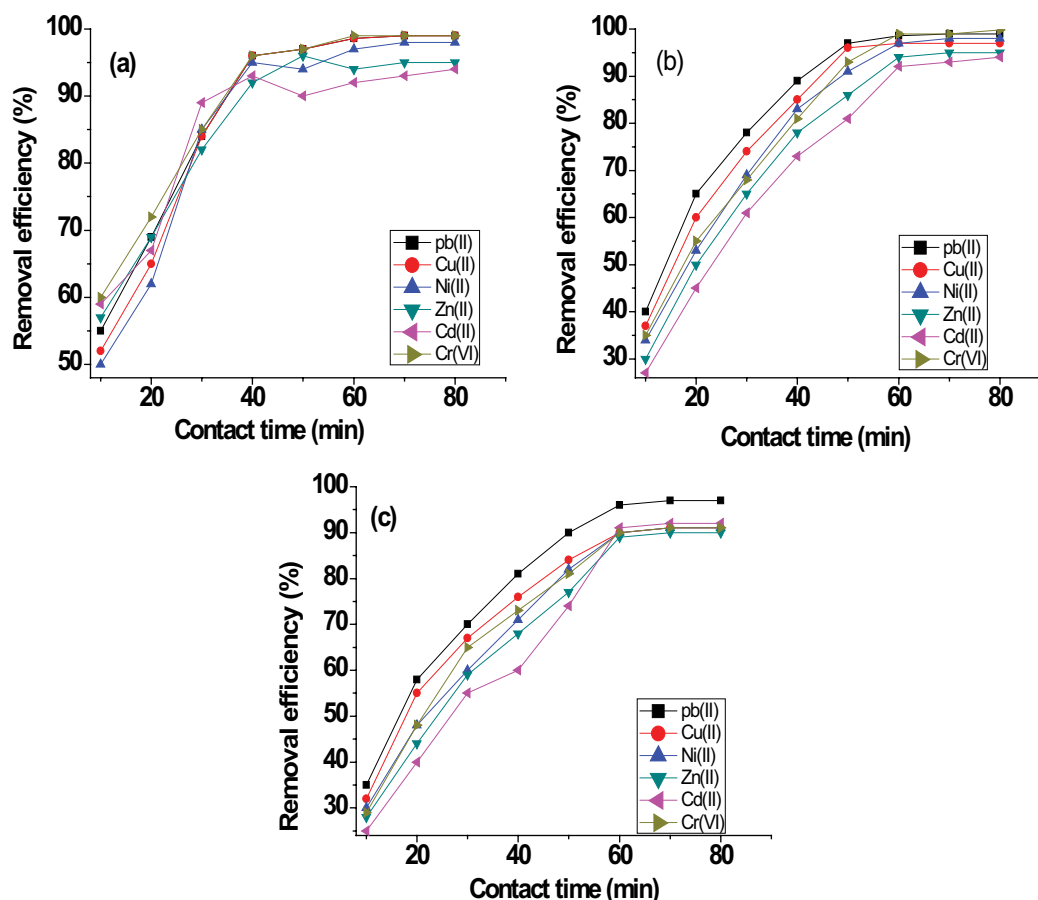 (a)
Removal efficiency (%)
100
90
80
70
60
50
pb(II)
Cu(II)
Ni(II)
Zn(II)
Cd(II)
Cr(VI)
20 40 60 80
Contact time (min)
(b)
Removal efficiency (%)
100
90
80
70
60
50
40
30
pb(II)
Cu(II)
Ni(II)
Zn(II)
Cd(II)
Cr(VI)
20 40 60 80
Contact time (min)
(c)
Removal efficiency (%)
100
90
80
70
60
50
40
30
pb(II)
Cu(II)
Ni(II)
Zn(II)
Cd(II)
Cr(VI)
20 40 60 80
Contact time (min)